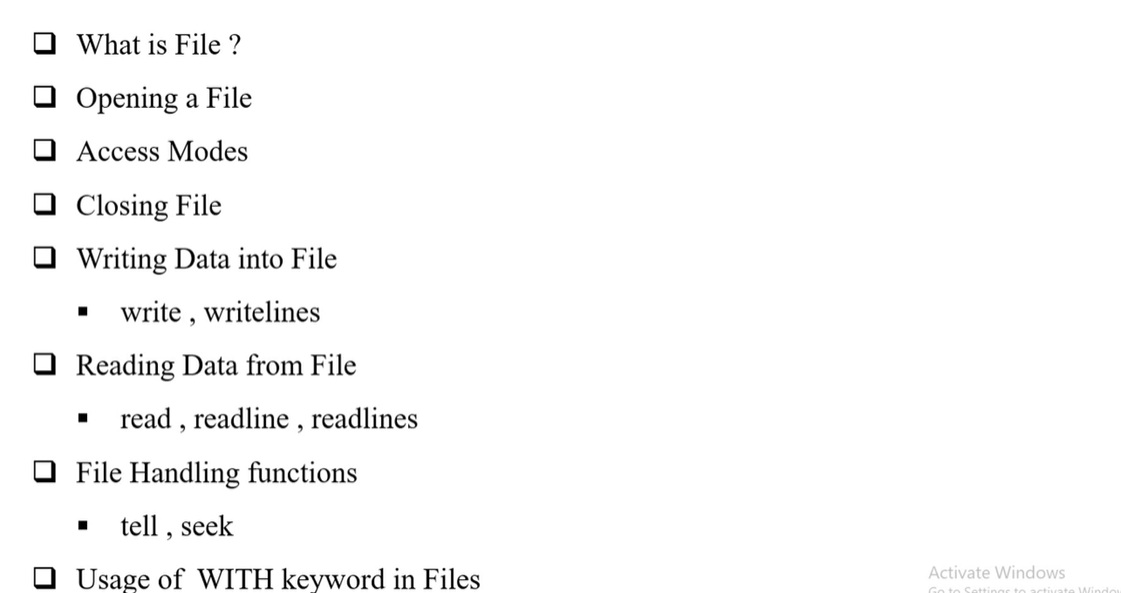 What is File ?
Opening a File
Access Modes
Closing File
Writing Data into File
write , writelines
Reading Data from File
read , readline , readlines
File Handling functions
tell , seek
Usage of WITH keyword in Files
Activate Windows
Go to Settings to activate